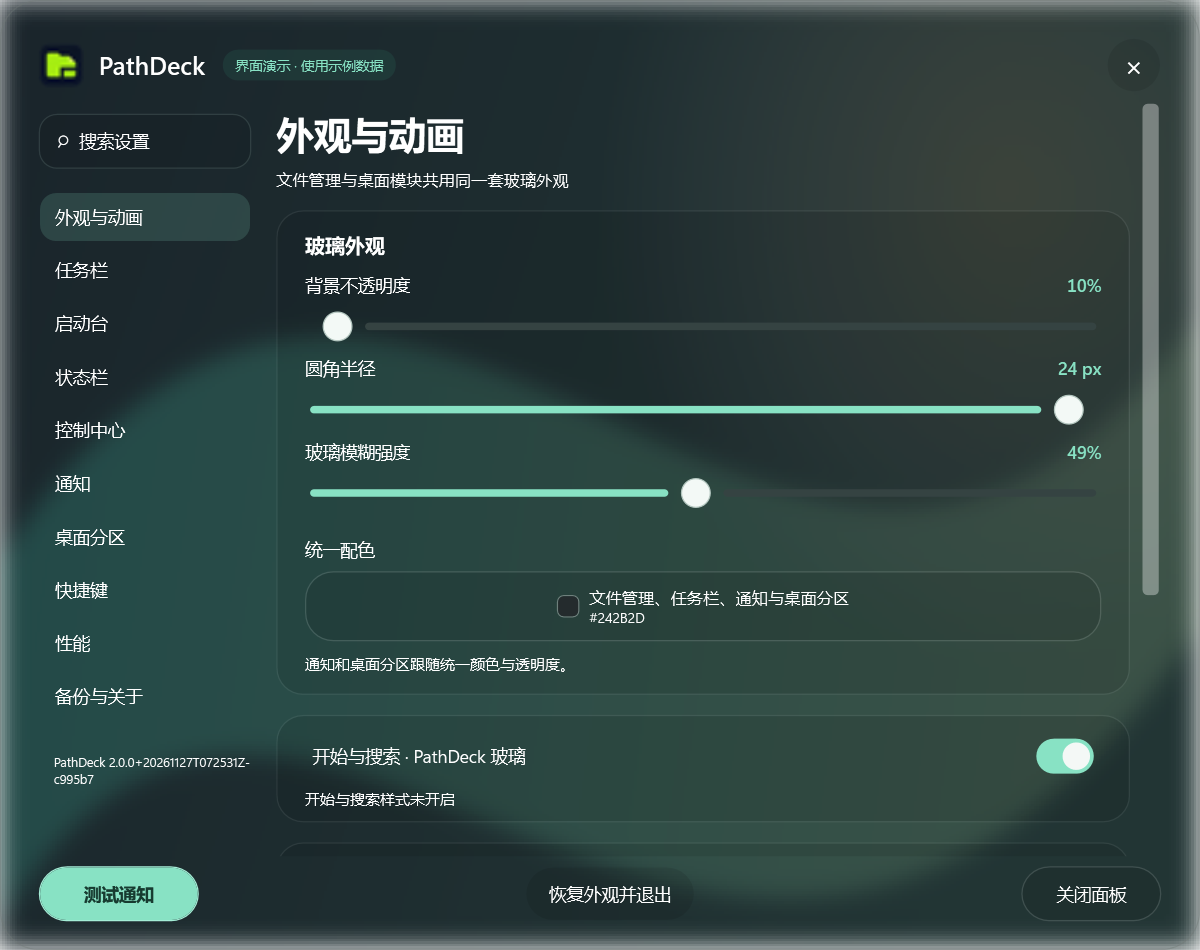 PathDeck
界面演示 · 使用示例数据
搜索设置
外观与动画
任务栏
启动台
状态栏
控制中心
通知
桌面分区
快捷键
性能
备份与关于
PathDeck 2.0.0+20261127T072531Z-
c995b7
外观与动画
文件管理与桌面模块共用同一套玻璃外观
玻璃外观
背景不透明度
10%
圆角半径
24 px
玻璃模糊强度
49%
统一配色
文件管理、任务栏、通知与桌面分区
#242B2D
通知和桌面分区跟随统一颜色与透明度。
开始与搜索 · PathDeck 玻璃
开始与搜索样式未开启
测试通知
恢复外观并退出
关闭面板